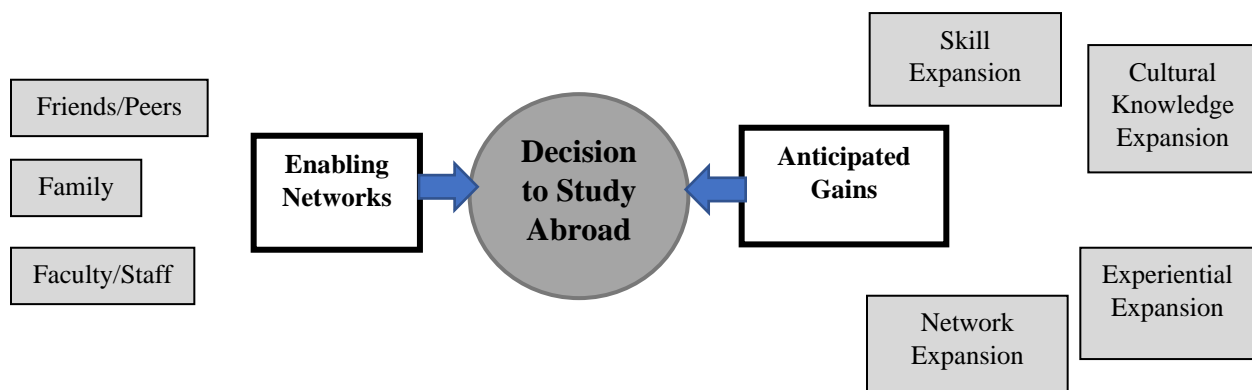 Friends/Peers
Family
Faculty/Staff
Enabling
Networks
Decision
to Study
Abroad
Anticipated
Gains
Skill
Expansion
Cultural
Knowledge
Expansion
Experiential
Expansion
Network
Expansion